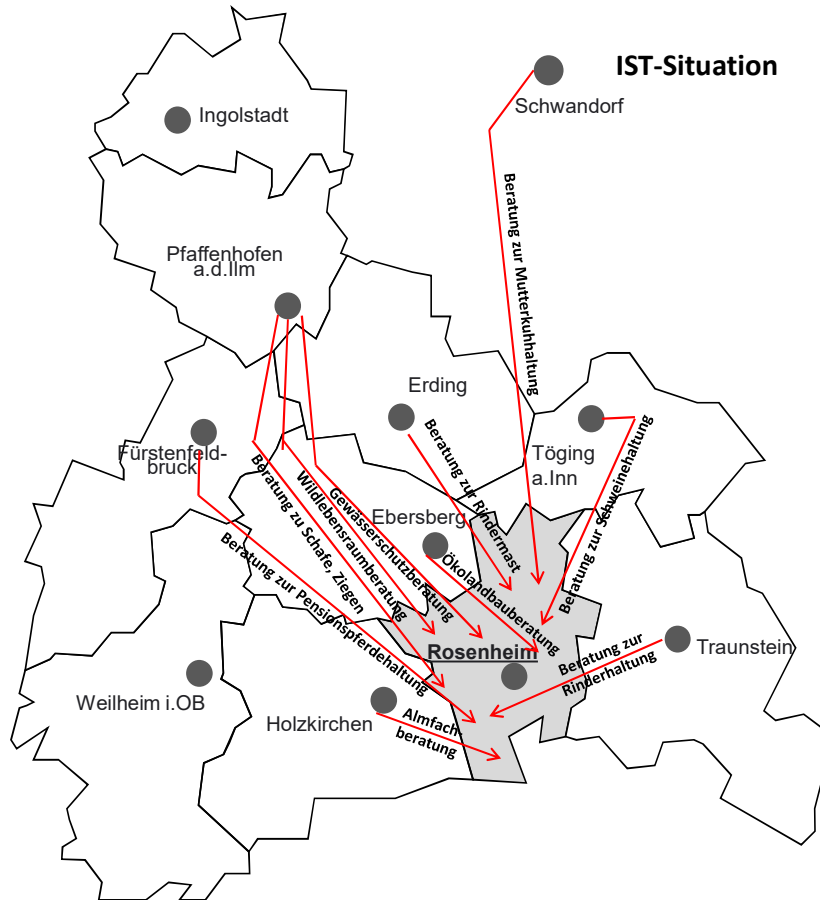 IST-Situation
Schwandorf
Ingolstadt
Beratung zur Mutterkuhhaltung
Pfaffenhofen
a.d.Ilm
Erding
Töging
a.Inn
Fürstenfeld-
bruck
Beratung zur Rindermast
Beratung zur Schweinehaltung
Beratung zu Schafe, Ziegen
Wildlebensraumberatung
Gewässerschutzberatung
Ebersberg
Ökolandbauberatung
Beratung zur Pensionspferdehaltung
Rosenheim
Beratung zur
Rinderhaltung
Traunstein
Weilheim i.OB
Holzkirchen
Almfach-
beratung